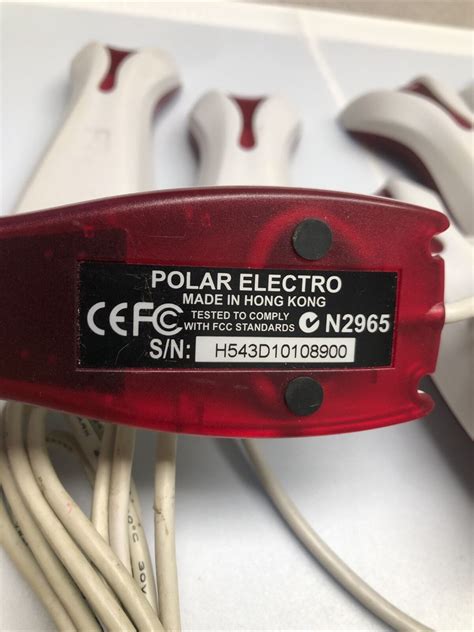 POLAR ELECTRO
MADE IN HONG KONG
CE FC TESTED TO COMPLY
WITH FCC STANDARDS N2965
S/N: H543D10108900